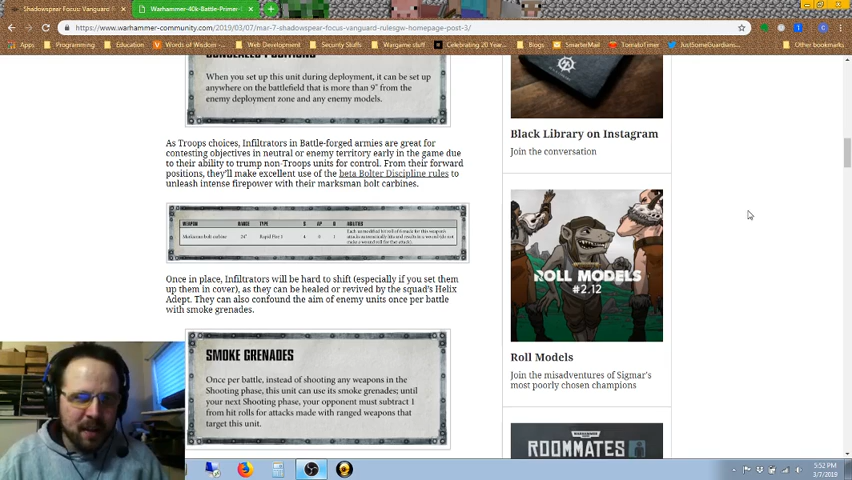 Shadowspear Focus: Vanguard
Warhammer-40k-Battle-Primer-
https://www.warhammer-community.com/2019/03/07/mar-7-shadowspear-focus-vanguard-rulesgw-homepage-post-3/
Apps
Programming
Education
Words of Wisdom -
Web Development
Security Stuffs
Wargame stuff
Celebrating 20 Year
Blogs
SmarterMail
TomatoTimer
JustSomeGuardians
Other bookmarks
CONCEALED POSITIONS
When you set up this unit during deployment, it can be set up
anywhere on the battlefield that is more than 9" from the
enemy deployment zone and any enemy models.
As Troops choices, Infiltrators in Battle-forged armies are great for
contesting objectives in neutral or enemy territory early in the game due
to their ability to trump non-Troops units for control. From their forward
positions, they'll make excellent use of the beta Bolter Discipline rules to
unleash intense firepower with their marksman bolt carbines.
WEAPON RANGE TYPE S AP D ABILITIES
Marksman bolt carbine 24" Rapid Fire 1 4 0 1 Each unmodified hit roll of 6 made for this weapon's
attacks automatically hits and results in a wound (do not
make a wound roll for that attack).
Once in place, Infiltrators will be hard to shift (especially if you set them
up them in cover), as they can be healed or revived by the squad's Helix
Adept. They can also confound the aim of enemy units once per battle
with smoke grenades.
SMOKE GRENADES
Once per battle, instead of shooting any weapons in the
Shooting phase, this unit can use its smoke grenades; until
your next Shooting phase, your opponent must subtract 1
from hit rolls for attacks made with ranged weapons that
target this unit.
Black Library on Instagram
Join the conversation
ROLL MODELS
#2.12
Roll Models
Join the misadventures of Sigmar's
most poorly chosen champions
WARHAMMER
40,000
ROOMMATES
5:52 PM
3/7/2019